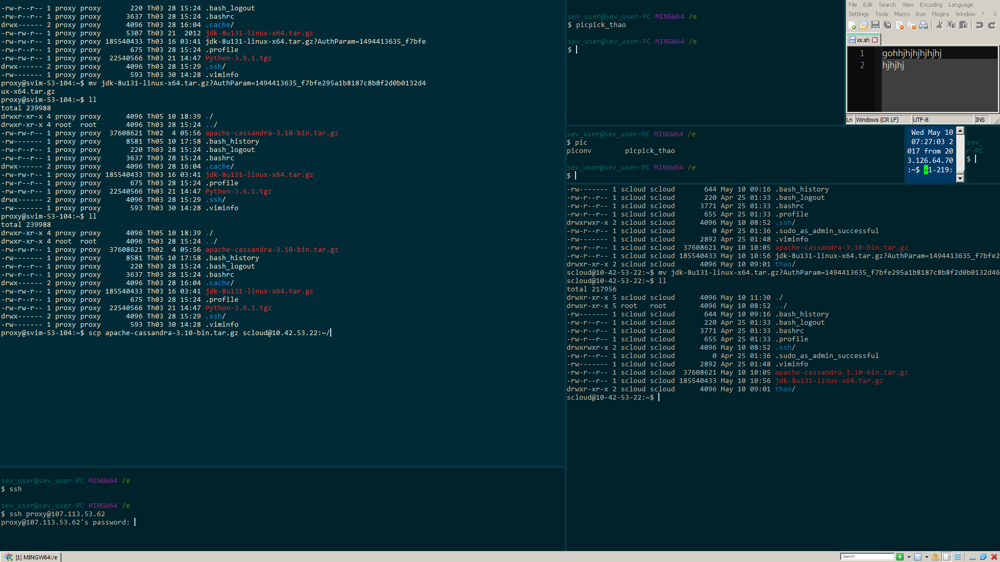 -rw-r--r-- 1 proxy proxy       220 Th03 28 15:24 .bash_logout
-rw-r--r-- 1 proxy proxy      3637 Th03 28 15:24 .bashrc
drwx------ 2 proxy proxy      4096 Th03 28 16:04 .cache/
-rw-rw-r-- 1 proxy proxy      5307 Th03 21  2012 jdk-8u131-linux-x64.tar.gz
-rw-rw-r-- 1 proxy proxy 185540433 Th03 16 03:41 jdk-8u131-linux-x64.tar.gz?AuthParam=1494413635_f7bfe
-rw-r--r-- 1 proxy proxy       675 Th03 28 15:24 .profile
-rw-rw-r-- 1 proxy proxy  22540566 Th03 21 14:47 Python-3.6.1.tgz
drwx------ 2 proxy proxy      4096 Th03 28 15:29 .ssh/
-rw------- 1 proxy proxy       593 Th03 30 14:28 .viminfo
proxy@svim-53-104:~$ mv jdk-8u131-linux-x64.tar.gz?AuthParam=1494413635_f7bfe295a1b8187c8b8f2d0b0132d4
ux-x64.tar.gz
proxy@svim-53-104:~$ ll
total 239988
drwxr-xr-x 4 proxy proxy      4096 Th05 10 18:39 ./
drwxr-xr-x 4 root  root       4096 Th03 28 15:24 ../
-rw-rw-r-- 1 proxy proxy  37608621 Th02  4 05:56 apache-cassandra-3.10-bin.tar.gz
-rw------- 1 proxy proxy      8581 Th05 10 17:58 .bash_history
-rw-r--r-- 1 proxy proxy       220 Th03 28 15:24 .bash_logout
-rw-r--r-- 1 proxy proxy      3637 Th03 28 15:24 .bashrc
drwx------ 2 proxy proxy      4096 Th03 28 16:04 .cache/
-rw-rw-r-- 1 proxy proxy 185540433 Th03 16 03:41 jdk-8u131-linux-x64.tar.gz
-rw-r--r-- 1 proxy proxy       675 Th03 28 15:24 .profile
-rw-rw-r-- 1 proxy proxy  22540566 Th03 21 14:47 Python-3.6.1.tgz
drwx------ 2 proxy proxy      4096 Th03 28 15:29 .ssh/
-rw------- 1 proxy proxy       593 Th03 30 14:28 .viminfo
proxy@svim-53-104:~$ ll
total 239988
drwxr-xr-x 4 proxy proxy      4096 Th05 10 18:39 ./
drwxr-xr-x 4 root  root       4096 Th03 28 15:24 ../
-rw-rw-r-- 1 proxy proxy  37608621 Th02  4 05:56 apache-cassandra-3.10-bin.tar.gz
-rw------- 1 proxy proxy      8581 Th05 10 17:58 .bash_history
-rw-r--r-- 1 proxy proxy       220 Th03 28 15:24 .bash_logout
-rw-r--r-- 1 proxy proxy      3637 Th03 28 15:24 .bashrc
drwx------ 2 proxy proxy      4096 Th03 28 16:04 .cache/
-rw-rw-r-- 1 proxy proxy 185540433 Th03 16 03:41 jdk-8u131-linux-x64.tar.gz
-rw-r--r-- 1 proxy proxy       675 Th03 28 15:24 .profile
-rw-rw-r-- 1 proxy proxy  22540566 Th03 21 14:47 Python-3.6.1.tgz
drwx------ 2 proxy proxy      4096 Th03 28 15:29 .ssh/
-rw------- 1 proxy proxy       593 Th03 30 14:28 .viminfo
proxy@svim-53-104:~$ scp apache-cassandra-3.10-bin.tar.gz scloud@10.42.53.22:~/
sev_user@sev_user-PC MINGW64 /e
$ ssh
sev_user@sev_user-PC MINGW64 /e
$ ssh proxy@107.113.53.62
proxy@107.113.53.62's password:
sev_user@sev_user-PC MINGW64 /e
$ picpick_thao
sev_user@sev_user-PC MINGW64 /e
$
File Edit Search View Encoding Language
Settings Tools Macro Run Plugins Window ? X
xx.sh
1 gohhjhjhjhjhjhj
2 hjhjhj
Ln Windows (CR LF) UTF-8 INS
sev_user@sev_user-PC MINGW64 /e
$ pic
piconv        picpick_thao
sev_user@sev_user-PC MINGW64 /e
$
Wed May 10
07:27:03 2
017 from 20
3.126.64.70
:~$ -1-219:
sev_
r-PC
$
-rw------- 1 scloud scloud       644 May 10 09:16 .bash_history
-rw-r--r-- 1 scloud scloud       220 Apr 25 01:33 .bash_logout
-rw-r--r-- 1 scloud scloud      3771 Apr 25 01:33 .bashrc
-rw-r--r-- 1 scloud scloud       655 Apr 25 01:33 .profile
drwxrwxr-x 2 scloud scloud      4096 May 10 08:52 .ssh/
-rw-r--r-- 1 scloud scloud         0 Apr 25 01:36 .sudo_as_admin_successful
-rw------- 1 scloud scloud      2892 Apr 25 01:48 .viminfo
-rw-r--r-- 1 scloud scloud  37608621 May 10 10:05 apache-cassandra-3.10-bin.tar.gz
-rw-r--r-- 1 scloud scloud 185540433 May 10 10:56 jdk-8u131-linux-x64.tar.gz?AuthParam=1494413635_f7bfe2
drwxr-xr-x 2 scloud scloud      4096 May 10 09:01 thao/
scloud@10-42-53-22:~$ mv jdk-8u131-linux-x64.tar.gz?AuthParam=1494413635_f7bfe295a1b8187c8b8f2d0b0132d46
scloud@10-42-53-22:~$ ll
total 217956
drwxr-xr-x 5 scloud scloud      4096 May 10 11:30 ./
drwxr-xr-x 5 root   root        4096 May 10 08:52 ../
-rw------- 1 scloud scloud       644 May 10 09:16 .bash_history
-rw-r--r-- 1 scloud scloud       220 Apr 25 01:33 .bash_logout
-rw-r--r-- 1 scloud scloud      3771 Apr 25 01:33 .bashrc
-rw-r--r-- 1 scloud scloud       655 Apr 25 01:33 .profile
drwxrwxr-x 2 scloud scloud      4096 May 10 08:52 .ssh/
-rw-r--r-- 1 scloud scloud         0 Apr 25 01:36 .sudo_as_admin_successful
-rw------- 1 scloud scloud      2892 Apr 25 01:48 .viminfo
-rw-r--r-- 1 scloud scloud  37608621 May 10 10:05 apache-cassandra-3.10-bin.tar.gz
-rw-r--r-- 1 scloud scloud 185540433 May 10 10:56 jdk-8u131-linux-x64.tar.gz
drwxr-xr-x 2 scloud scloud      4096 May 10 09:01 thao/
scloud@10-42-53-22:~$
[1] MINGW64:/e
Search